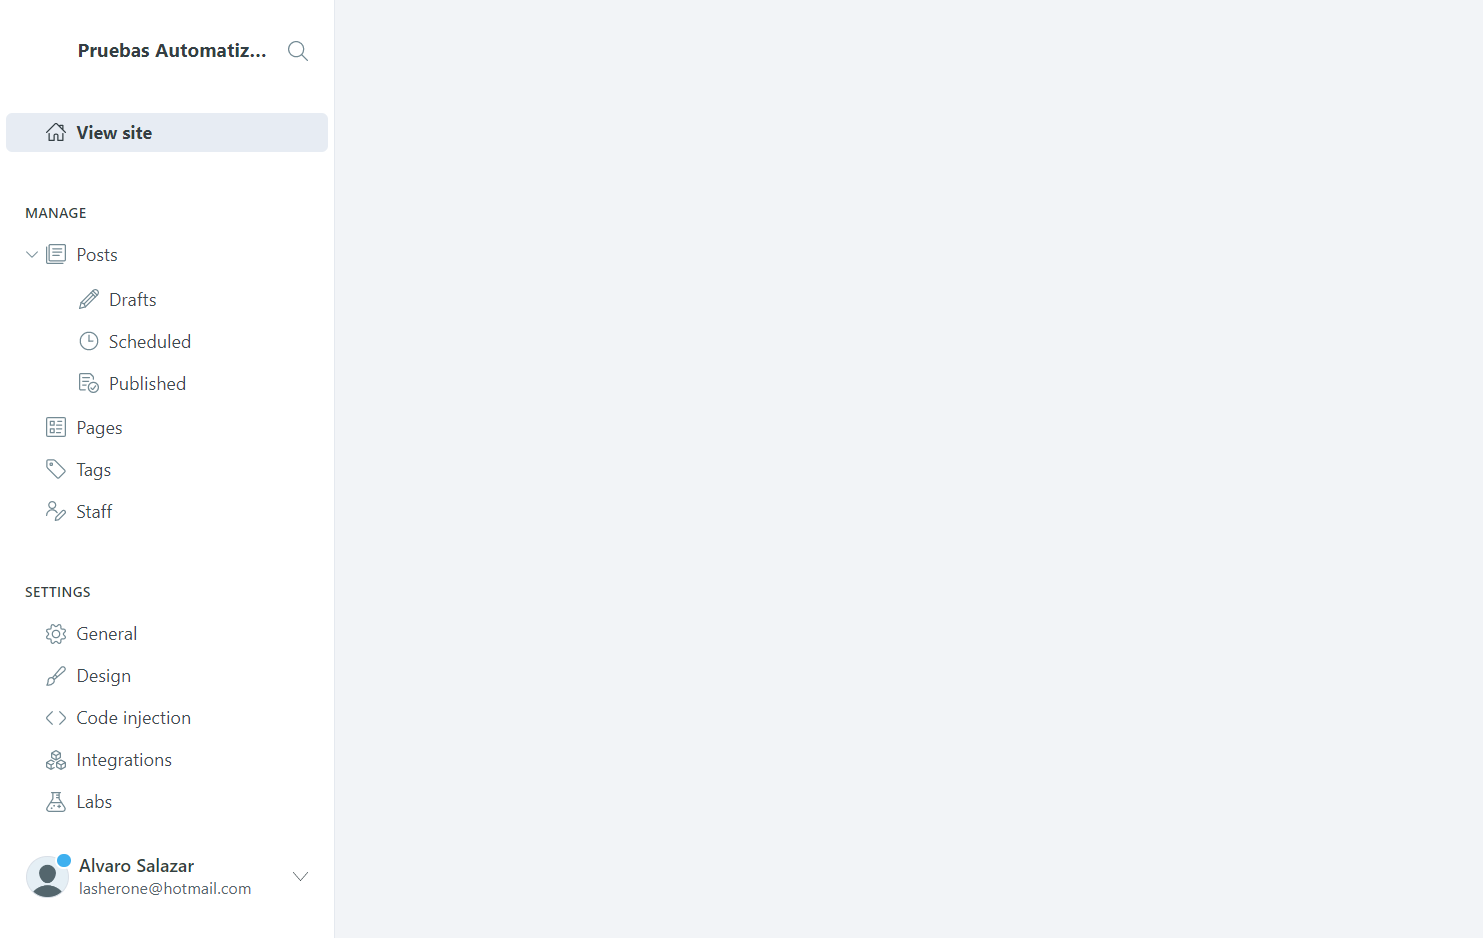 Pruebas Automatiz...
View site
MANAGE
Posts
Drafts
Scheduled
Published
Pages
Tags
Staff
SETTINGS
General
Design
Code injection
Integrations
Labs
Alvaro Salazar
lasherone@hotmail.com